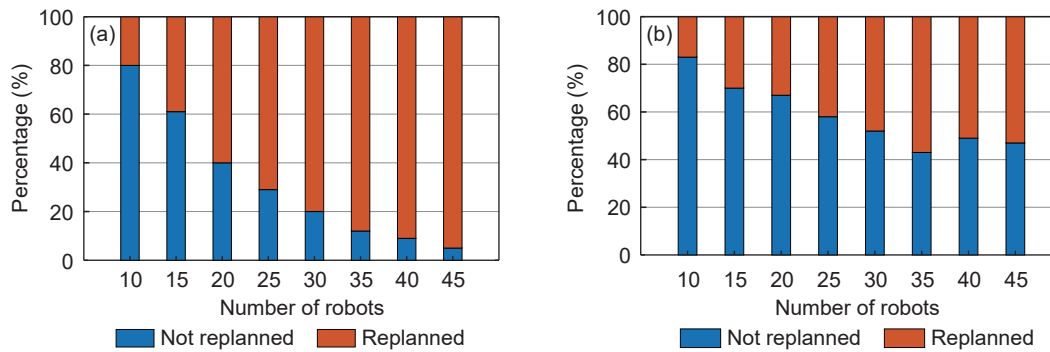 (a)
Percentage (%)
100
80
60
40
20
0
10 15 20 25 30 35 40 45
Number of robots
Not replanned Replanned
(b)
Percentage (%)
100
80
60
40
20
0
10 15 20 25 30 35 40 45
Number of robots
Not replanned Replanned